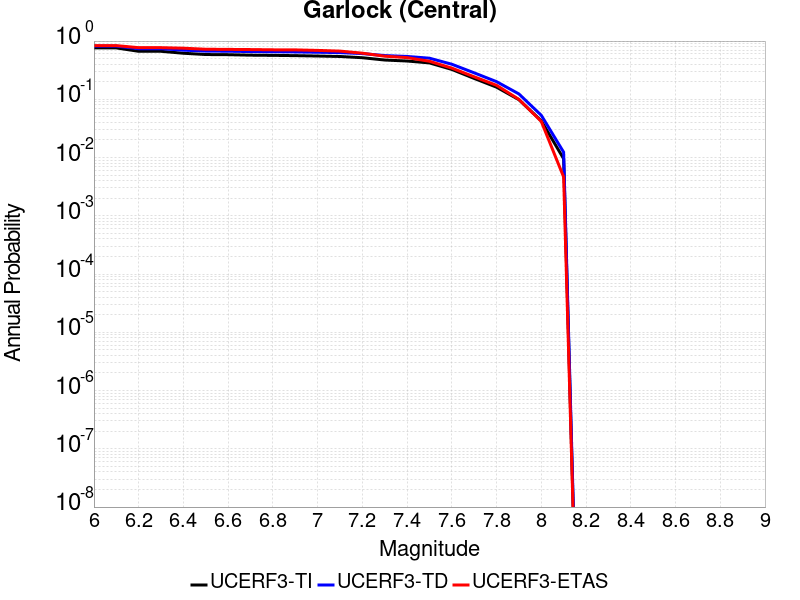 Garlock (Central)
10^0
10^-1
10^-2
10^-3
10^-4
10^-5
10^-6
10^-7
10^-8
Annual Probability
6 6.2 6.4 6.6 6.8 7 7.2 7.4 7.6 7.8 8 8.2 8.4 8.6 8.8 9
Magnitude
UCERF3-TI UCERF3-TD UCERF3-ETAS